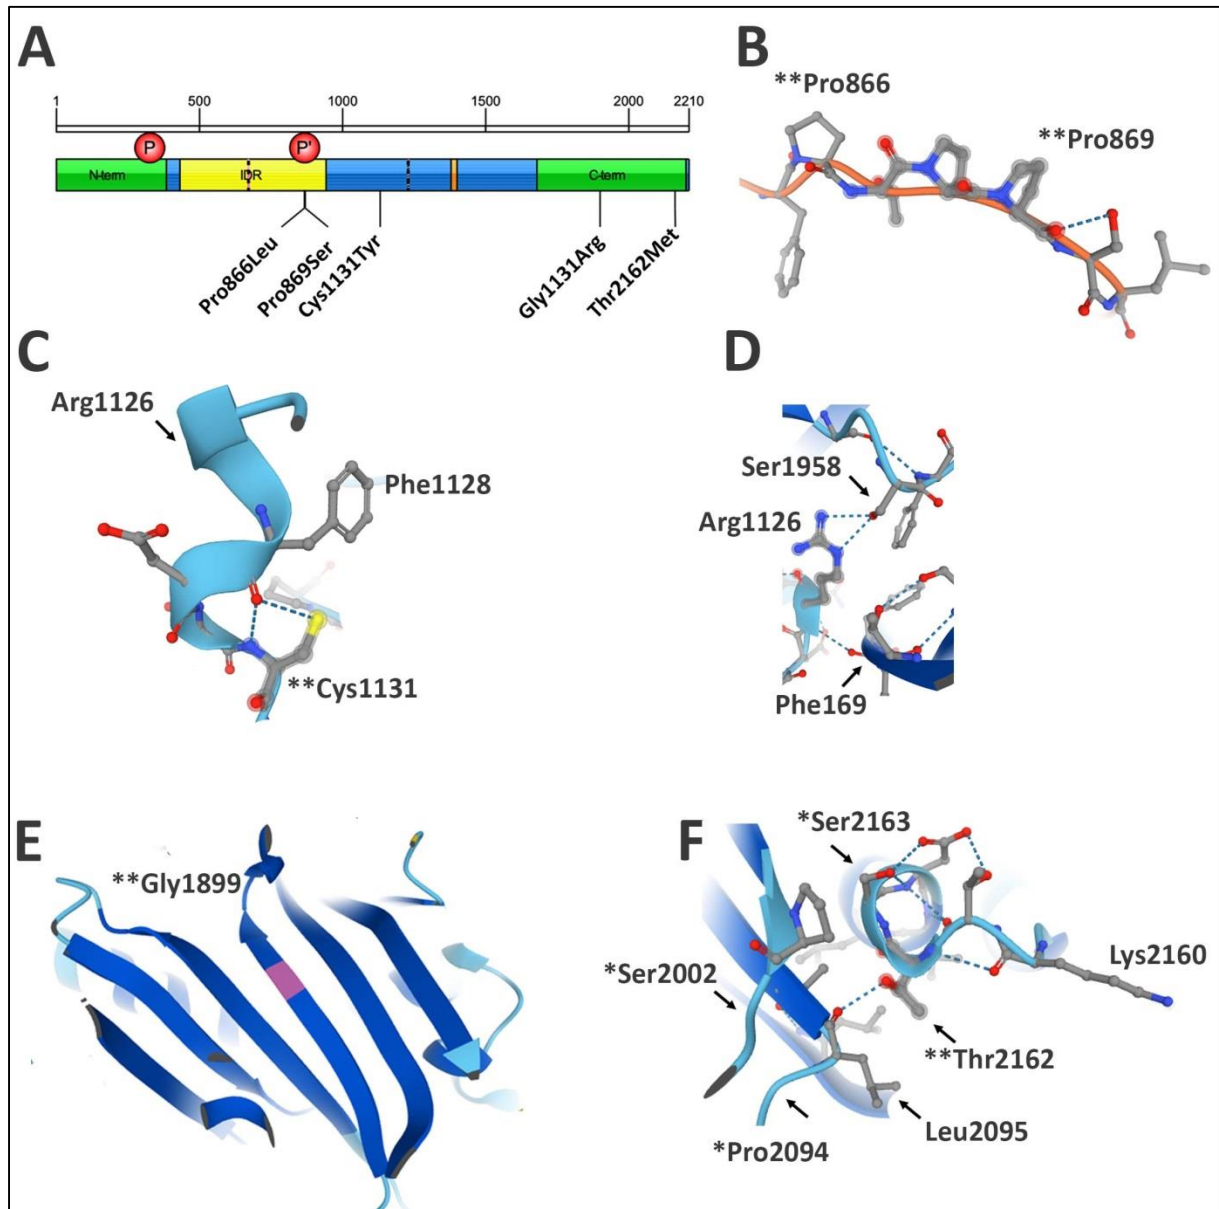 A
1 500 1000 1500 2000 2210
P P'
N-term IDR C-term
Pro866Leu
Pro869Ser
Cys1131Tyr
Gly1131Arg
Thr2162Met
B
**Pro866
**Pro869
C
Arg1126
Phe1128
**Cys1131
D
Ser1958
Arg1126
Phe169
E
**Gly1899
F
*Ser2163
Lys2160
*Ser2002
**Thr2162
Leu2095
*Pro2094